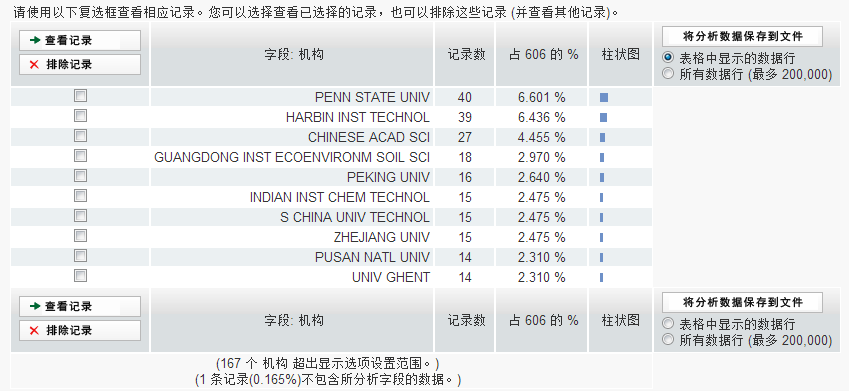 请使用以下复选框查看相应记录。您可以选择查看已选择的记录，也可以排除这些记录 (并查看其他记录)。
查看记录
排除记录
字段: 机构 记录数 占 606 的 % 柱状图
将分析数据保存到文件
表格中显示的数据行
所有数据行 (最多 200,000)
PENN STATE UNIV 40 6.601 %
HARBIN INST TECHNOL 39 6.436 %
CHINESE ACAD SCI 27 4.455 %
GUANGDONG INST ECOENVIRONM SOIL SCI 18 2.970 %
PEKING UNIV 16 2.640 %
INDIAN INST CHEM TECHNOL 15 2.475 %
S CHINA UNIV TECHNOL 15 2.475 %
ZHEJIANG UNIV 15 2.475 %
PUSAN NATL UNIV 14 2.310 %
UNIV GHENT 14 2.310 %
查看记录
排除记录
字段: 机构 记录数 占 606 的 % 柱状图
将分析数据保存到文件
表格中显示的数据行
所有数据行 (最多 200,000)
(167 个 机构 超出显示选项设置范围。)
(1 条记录(0.165%)不包含所分析字段的数据。)